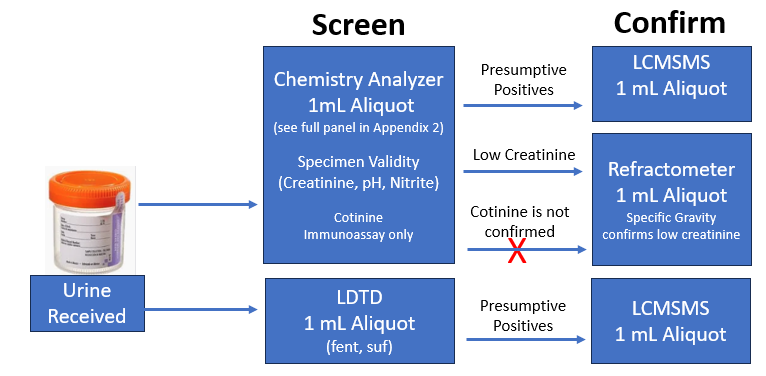 Screen
Confirm
Chemistry Analyzer
1mL Aliquot
(see full panel in Appendix 2)
Specimen Validity
(Creatinine, pH, Nitrite)
Cotinine
Immunoassay only
Presumptive
Positives
LCMSMS
1 mL Aliquot
Low Creatinine
Refractometer
1 mL Aliquot
Specific Gravity
confirms low creatinine
Cotinine is not
confirmed
X
Urine
Received
LDTD
1 mL Aliquot
(fent, suf)
Presumptive
Positives
LCMSMS
1 mL Aliquot